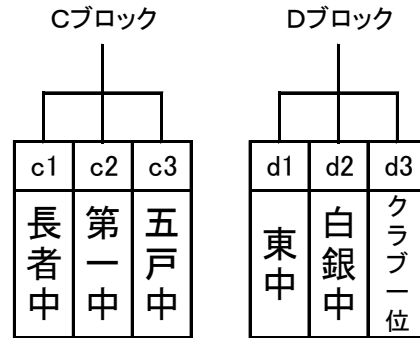 Cブロック
Dブロック
c1
c2
c3
d1
d2
d3
長者中
第一中
五戸中
東中
白銀中
クラブ一位